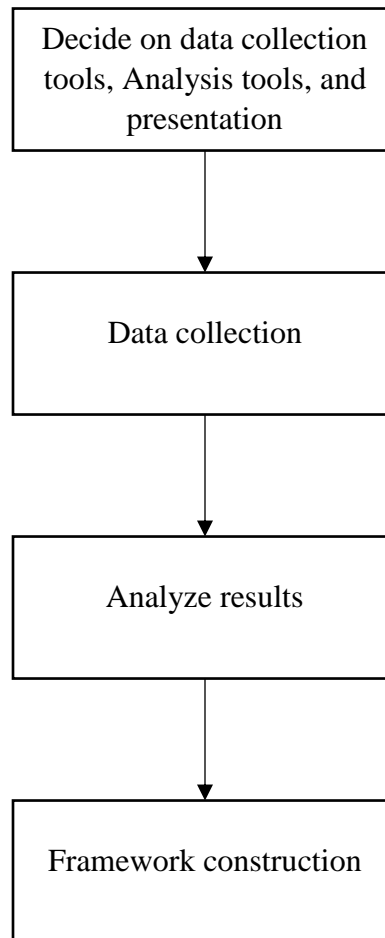 Decide on data collection
tools, Analysis tools, and
presentation
Data collection
Analyze results
Framework construction